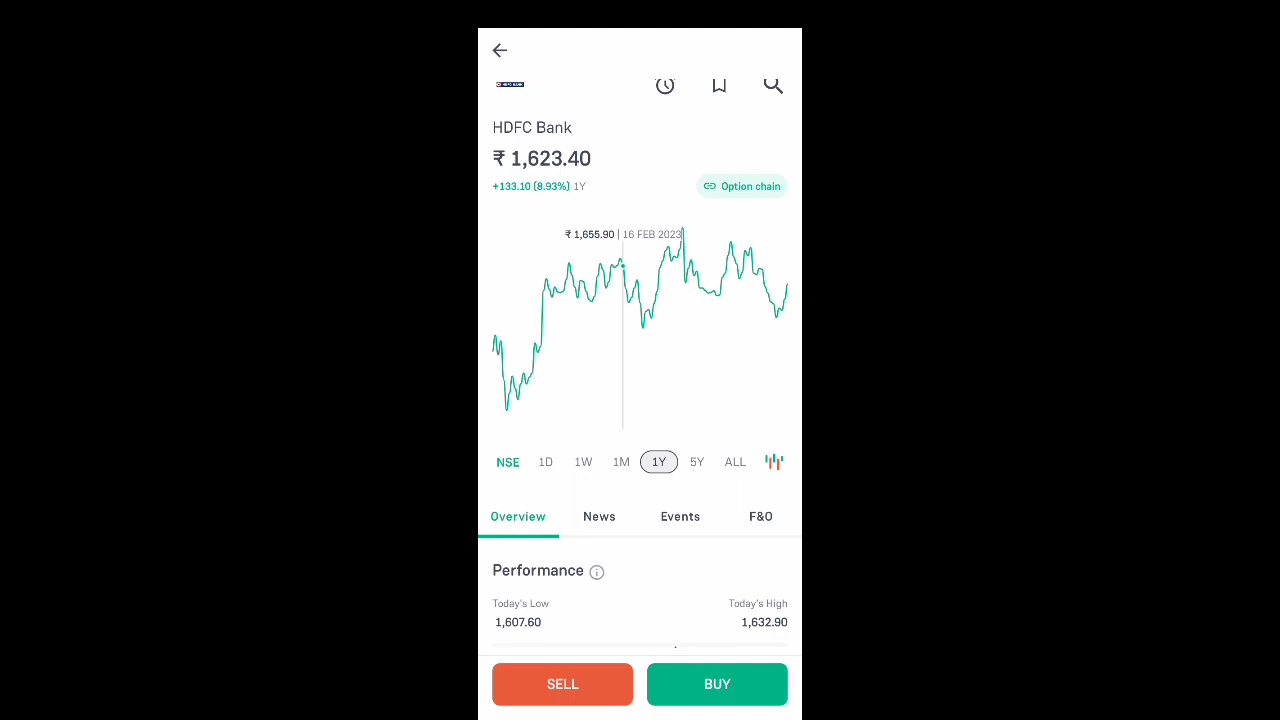 HDFC BANK
HDFC Bank
₹ 1,623.40
+133.10 (8.93%) 1Y
Option chain
₹ 1,655.90 | 16 FEB 2023
NSE 1D 1W 1M 1Y 5Y ALL
Overview News Events F&O
Performance
Today's Low Today's High
1,607.60 1,632.90
SELL BUY